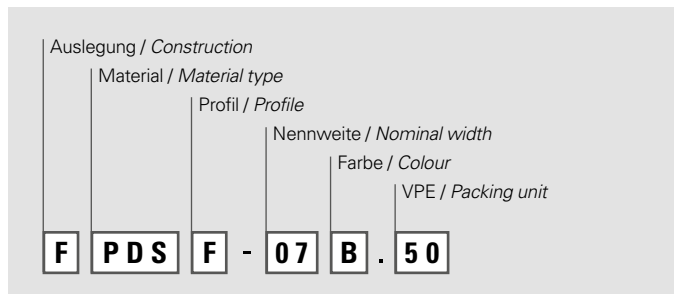 Auslegung / Construction
Material / Material type
Profil / Profile
Nennweite / Nominal width
Farbe / Colour
VPE / Packing unit
F PDS F - 07 B . 50